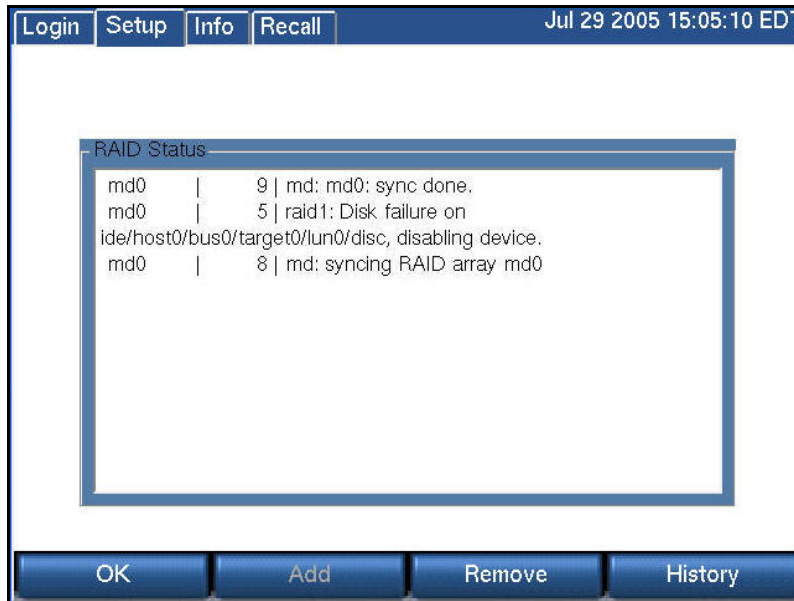 Login Setup Info Recall Jul 29 2005 15:05:10 EDT
RAID Status
md0 | 9 | md: md0: sync done.
md0 | 5 | raid1: Disk failure on
ide/host0/bus0/target0/lun0/disc, disabling device.
md0 | 8 | md: syncing RAID array md0
OK Add Remove History